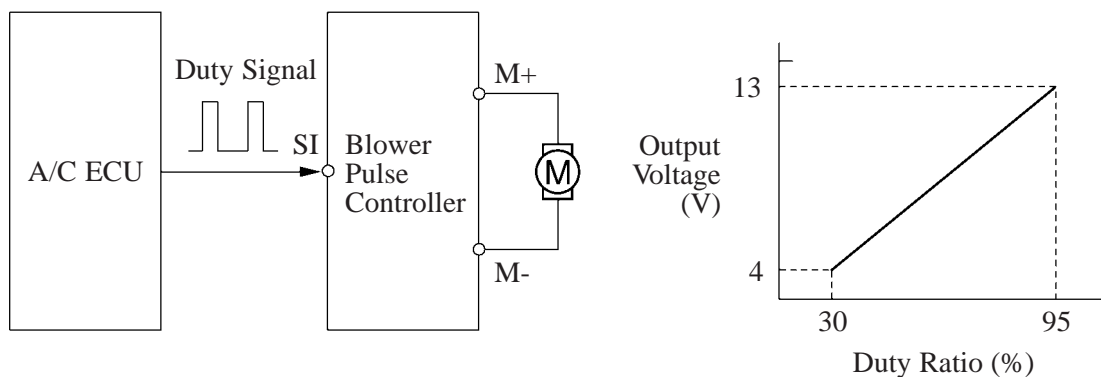 Duty Signal
A/C ECU
SI
Blower
Pulse
Controller
M+
M
M-
Output
Voltage
(V)
13
4
30
95
Duty Ratio (%)